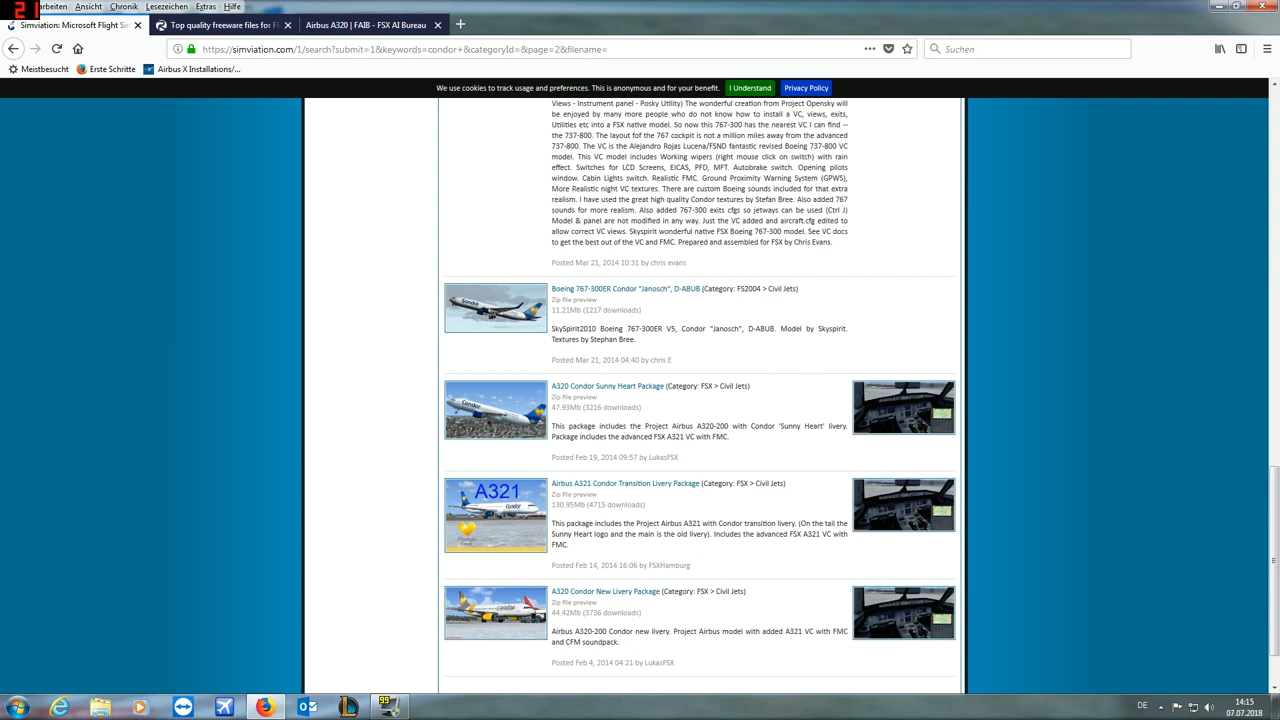 21
arbeiten Ansicht Chronik Lesezeichen Extras Hilfe
Simviation: Microsoft Flight Sim
Top quality freeware files for F
Airbus A320 | FAIB - FSX AI Bureau
https://simviation.com/1/search?submit=1&keywords=condor+&categoryId=&page=2&filename=
Suchen
Meistbesucht Erste Schritte Airbus X Installations/...
We use cookies to track usage and preferences. This is anonymous and for your benefit. I Understand Privacy Policy
Views - Instrument panel - Posky Utility) The wonderful creation from Project Opensky will
be enjoyed by many more people who do not know how to install a VC, views, exits,
Utilities etc into a FSX native model. So now this 767-300 has the nearest VC I can find --
the 737-800. The layout fof the 767 cockpit is not a million miles away from the advanced
737-800. The VC is the Alejandro Rojas Lucena/FSND fantastic revised Boeing 737-800 VC
model. This VC model includes Working wipers (right mouse click on switch) with rain
effect. Switches for LCD Screens, EICAS, PFD, MFT. Autobrake switch. Opening pilots
window. Cabin Lights switch. Realistic FMC. Ground Proximity Warning System (GPWS),
More Realistic night VC textures. There are custom Boeing sounds included for that extra
realism. I have used the great high quality Condor textures by Stefan Bree. Also added 767
sounds for more realism. Also added 767-300 exits cfgs so jetways can be used (Ctrl J)
Model & panel are not modified in any way. Just the VC added and aircraft.cfg edited to
allow correct VC views. Skyspirit wonderful native FSX Boeing 767-300 model. See VC docs
to get the best out of the VC and FMC. Prepared and assembled for FSX by Chris Evans.
Posted Mar 21, 2014 10:31 by chris evans
Boeing 767-300ER Condor "Janosch", D-ABUB (Category: FS2004 > Civil Jets)
Zip file preview
11.21Mb (1217 downloads)
SkySpirit2010 Boeing 767-300ER V5, Condor "Janosch", D-ABUB. Model by Skyspirit.
Textures by Stephan Bree.
Posted Mar 21, 2014 04:40 by chris E
A320 Condor Sunny Heart Package (Category: FSX > Civil Jets)
Zip file preview
47.93Mb (3216 downloads)
This package includes the Project Airbus A320-200 with Condor 'Sunny Heart' livery.
Package includes the advanced FSX A321 VC with FMC.
Posted Feb 19, 2014 09:57 by LukasFSX
A321
Airbus A321 Condor Transition Livery Package (Category: FSX > Civil Jets)
Zip file preview
130.95Mb (4715 downloads)
This package includes the Project Airbus A321 with Condor transition livery. (On the tail the
Sunny Heart logo and the main is the old livery). Includes the advanced FSX A321 VC with
FMC.
Posted Feb 14, 2014 16:06 by FSXHamburg
A320 Condor New Livery Package (Category: FSX > Civil Jets)
Zip file preview
44.42Mb (3736 downloads)
Airbus A320-200 Condor new livery. Project Airbus model with added A321 VC with FMC
and CFM soundpack.
Posted Feb 4, 2014 04:21 by LukasFSX
99
DE
14:15
07.07.2018